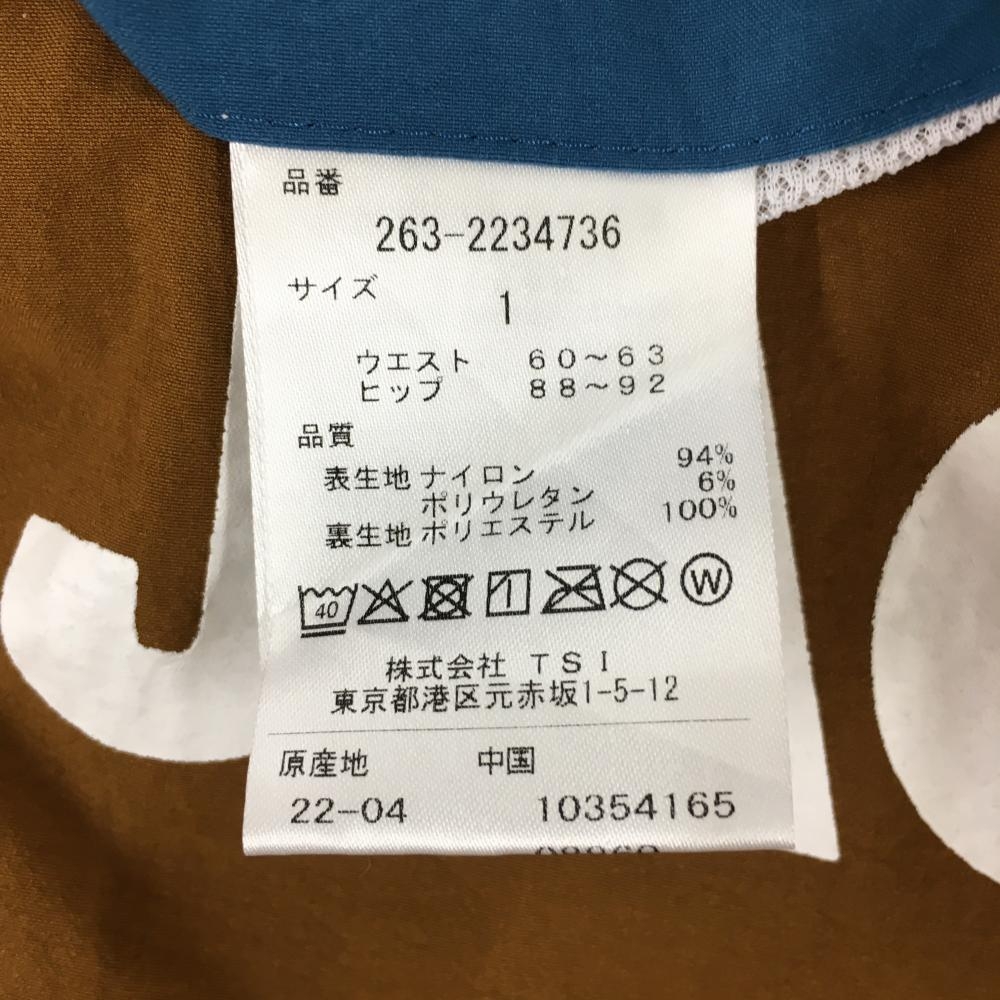 品番
263-2234736
サイズ
1
ウエスト 60～63
ヒップ 88～92
品質
表生地 ナイロン 94%
ポリウレタン 6%
裏生地 ポリエステル 100%
40 W
株式会社 TSI
東京都港区元赤坂1-5-12
原産地 中国
22-04 10354165